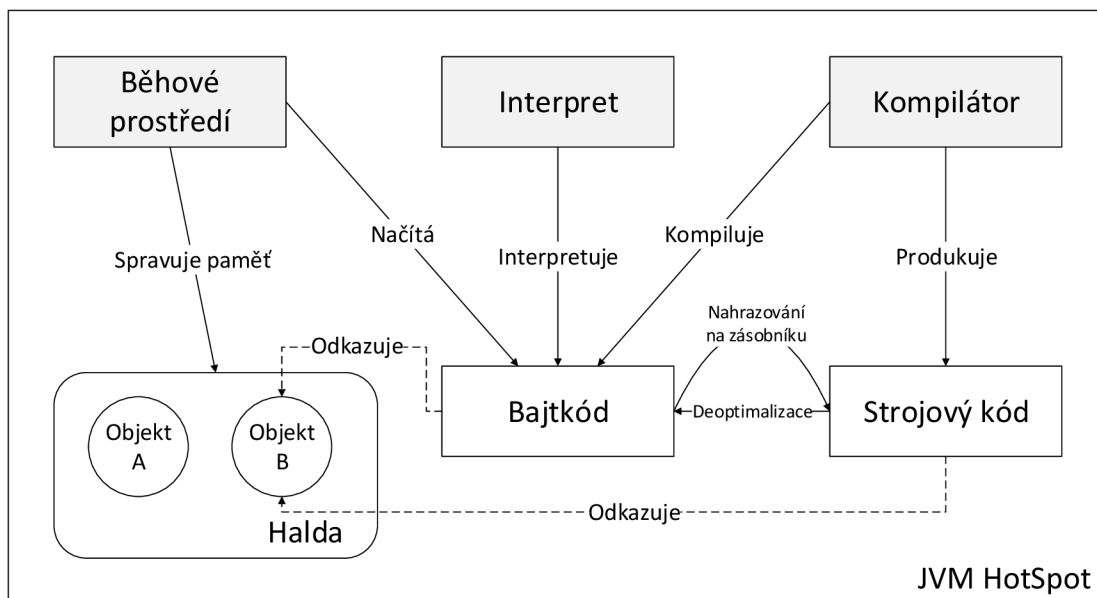 Běhové
prostředí
Interpret
Kompilátor
Načítá
Kompiluje
Spravuje paměť
Interpretuje
Produkuje
Nahrazování
na zásobníku
Odkazuje
Bajtkód
Deoptimalizace
Strojový kód
Objekt
A
Objekt
B
Odkazuje
Halda
JVM HotSpot